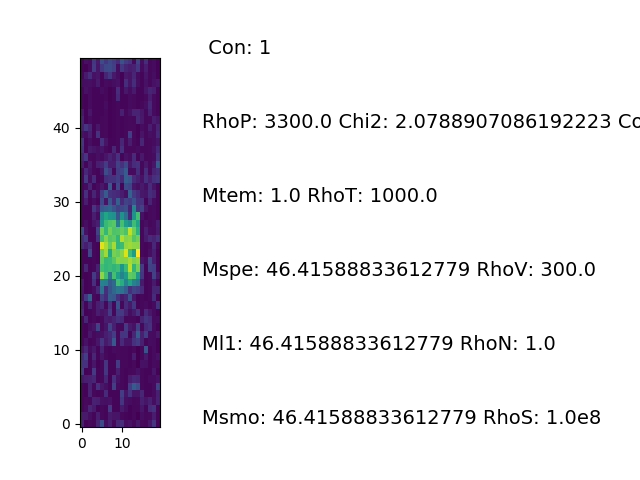 Con: 1
RhoP: 3300.0 Chi2: 2.0788907086192223 Co
Mtem: 1.0 RhoT: 1000.0
Mspe: 46.41588833612779 RhoV: 300.0
Ml1: 46.41588833612779 RhoN: 1.0
Msmo: 46.41588833612779 RhoS: 1.0e8
40
30
20
10
0
0 10